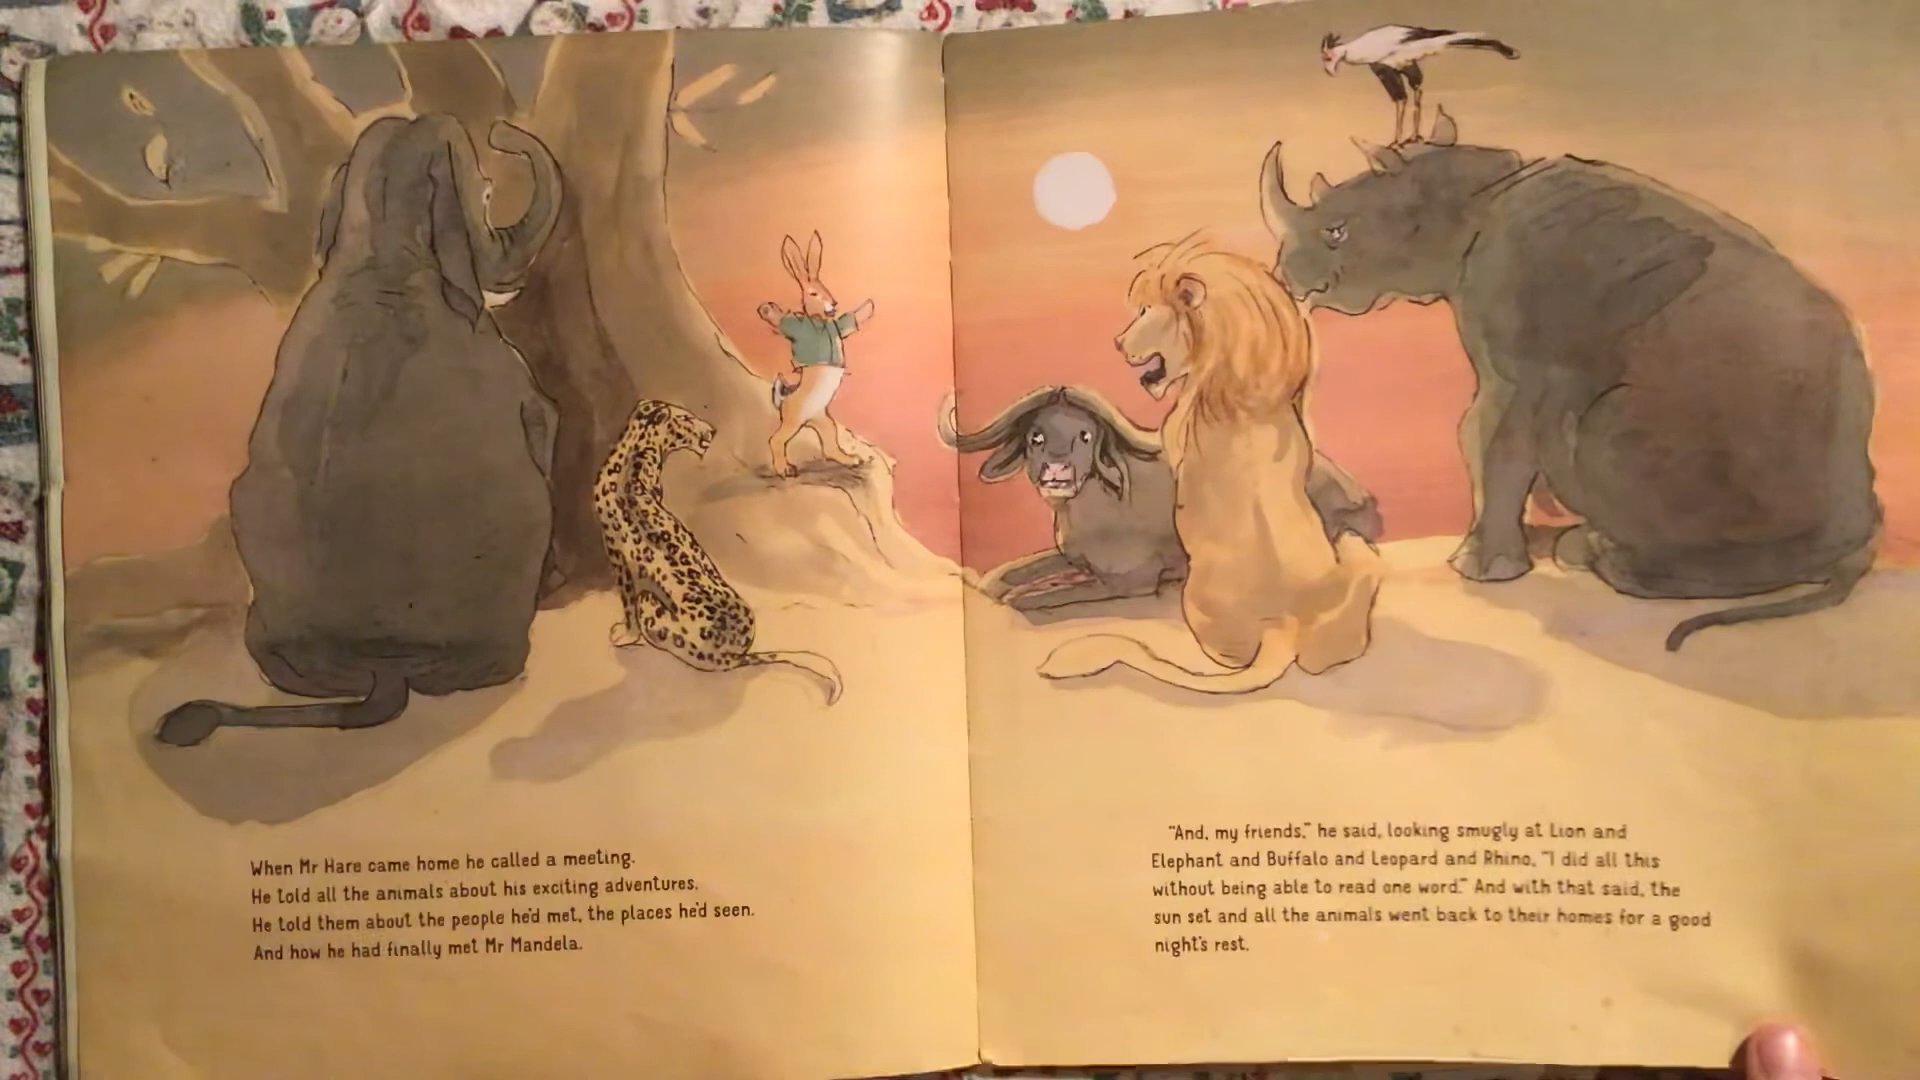 When Mr Hare came home he called a meeting.
He told all the animals about his exciting adventures.
He told them about the people he'd met, the places he'd seen.
And how he had finally met Mr Mandela.
"And, my friends," he said, looking smugly at Lion and
Elephant and Buffalo and Leopard and Rhino, "I did all this
without being able to read one word." And with that said, the
sun set and all the animals went back to their homes for a good
night's rest.